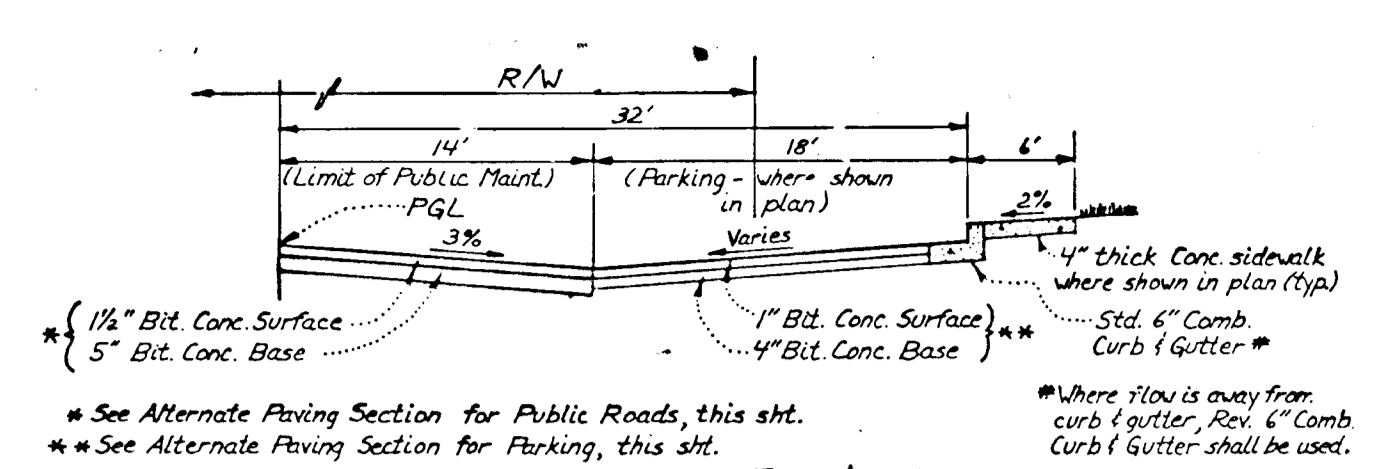 R/W
32'
14'
18'
6'
(Limit of Public Maint.)
(Parking - where shown
in plan)
PGL
3%
Varies
2%
4" thick Conc. sidewalk
where shown in plan (typ.)
* { 1½" Bit. Conc. Surface
5" Bit. Conc. Base
1" Bit. Conc. Surface } **
4" Bit. Conc. Base
Std. 6" Comb.
Curb & Gutter #
* See Alternate Paving Section for Public Roads, this sht.
** See Alternate Paving Section for Parking, this sht.
# Where flow is away from
curb & gutter, Rev. 6" Comb.
Curb & Gutter shall be used.